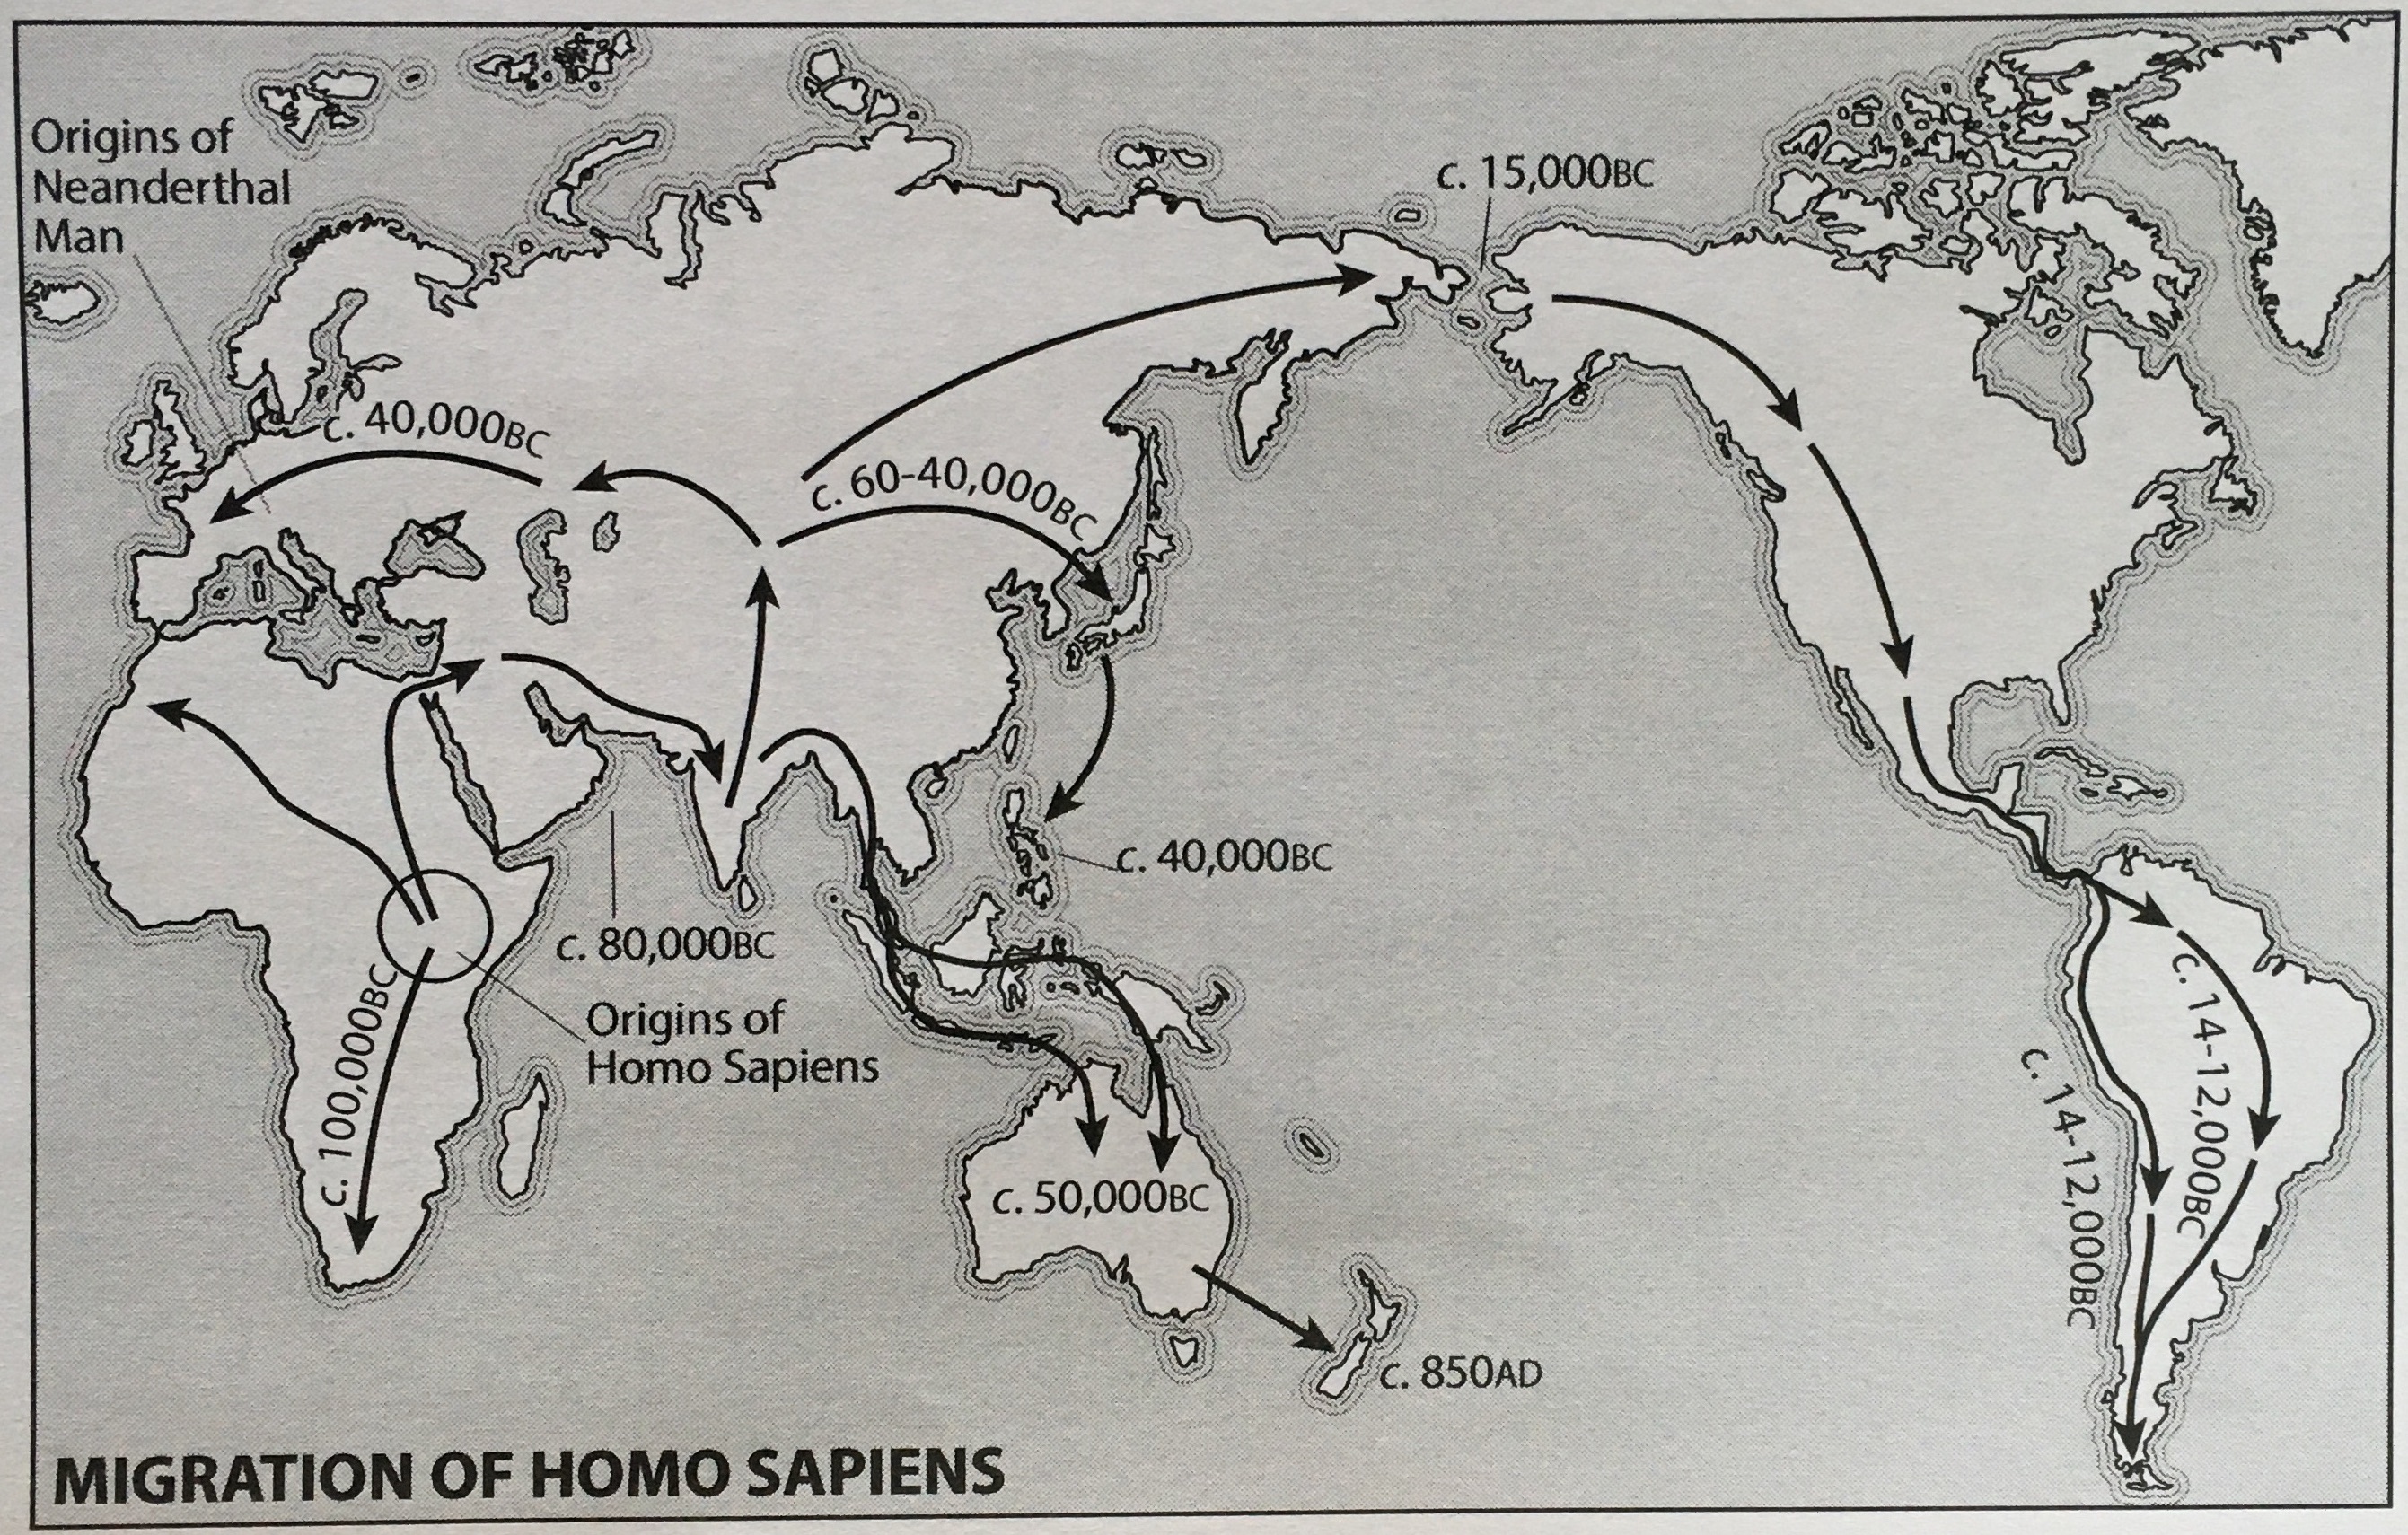 Origins of
Neanderthal
Man
c. 15,000BC
c. 40,000BC
c. 60-40,000BC
c. 40,000BC
c. 80,000BC
Origins of
Homo Sapiens
c. 100,000BC
c. 50,000BC
c. 14-12,000BC
c. 14-12,000BC
c. 850AD
MIGRATION OF HOMO SAPIENS